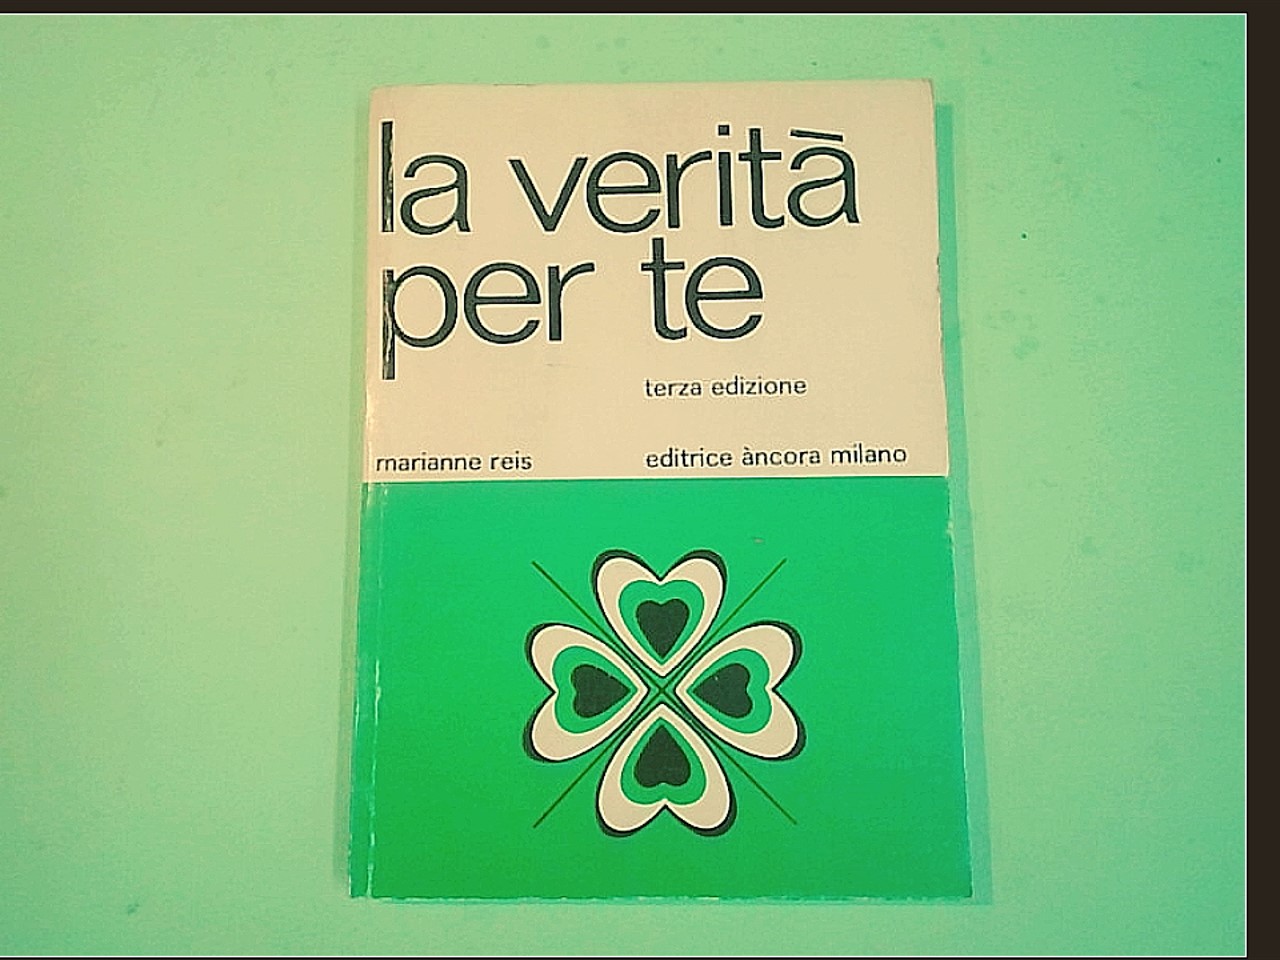 la verità
per te
terza edizione
marianne reis
editrice àncora milano